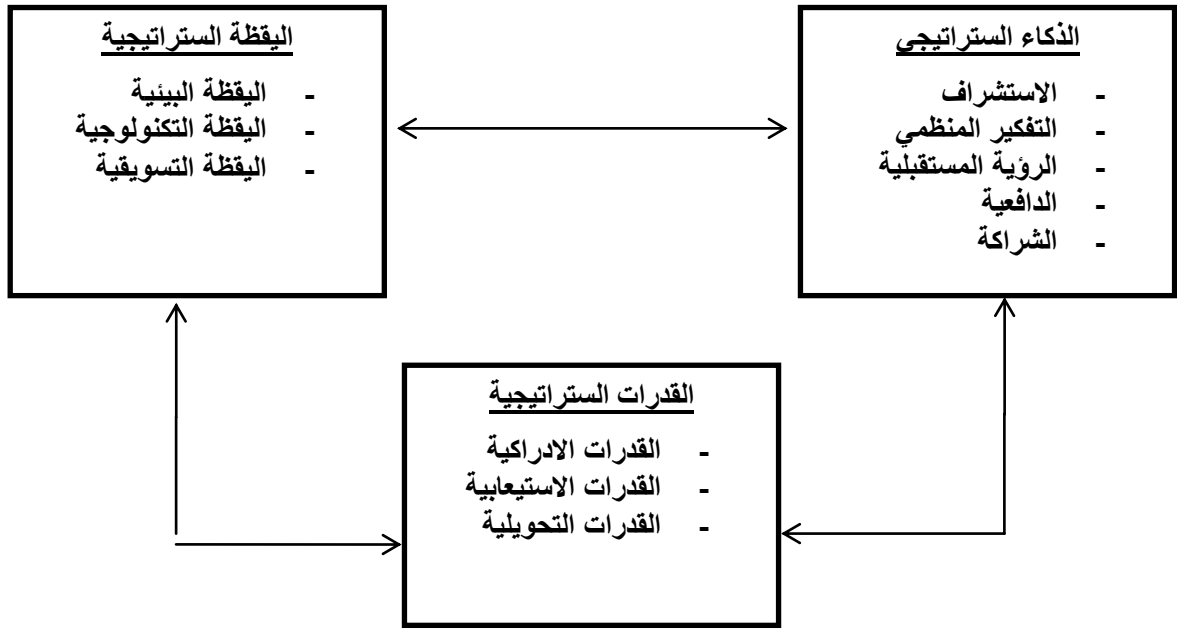 الذكاء الستراتيجي
- الاستشراف
- التفكير المنظمي
- الرؤية المستقبلية
- الدافعية
- الشراكة
اليقظة الستراتيجية
- اليقظة البيئية
- اليقظة التكنولوجية
- اليقظة التسويقية
القدرات الستراتيجية
- القدرات الادراكية
- القدرات الاستيعابية
- القدرات التحويلية